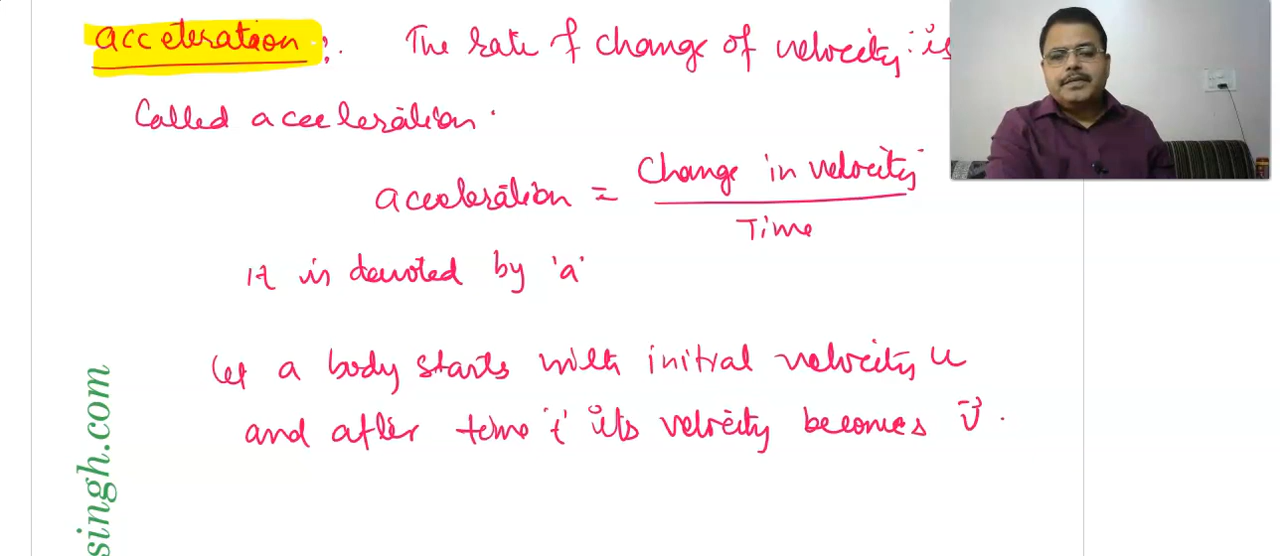 acceleration :. The rate of change of velocity is
Called acceleration.
acceleration = Change in velocity
Time
It is denoted by 'a'
Let a body starts with initial velocity u
and after time 't' its velocity becomes v.
singh.com